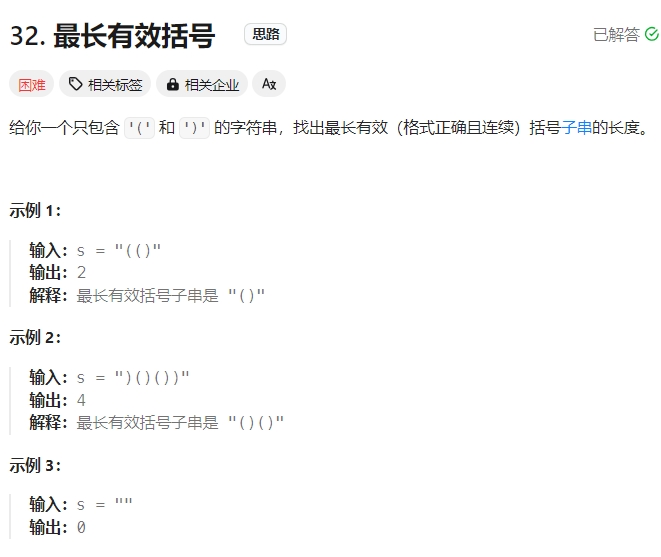 32. 最长有效括号 思路 已解答
困难 相关标签 相关企业 Aあ
给你一个只包含 '(' 和 ')' 的字符串，找出最长有效（格式正确且连续）括号子串的长度。
示例 1：
输入：s = "(()"
输出：2
解释：最长有效括号子串是 "()"
示例 2：
输入：s = ")()())"
输出：4
解释：最长有效括号子串是 "()()"
示例 3：
输入：s = ""
输出：0